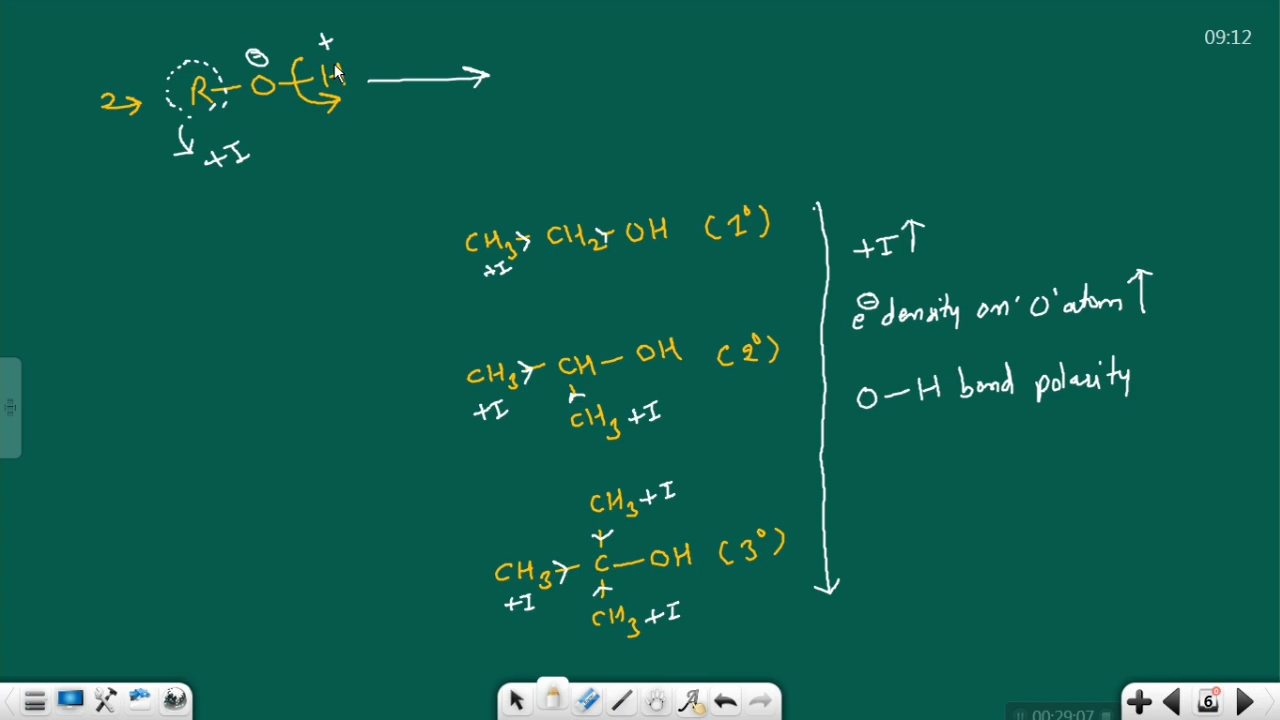 09:12
⊖ +
2→ R—O—H ⟶
+I
CH3 CH2 OH (1°)
+I
CH3 CH—OH (2°)
+I
CH3 +I
CH3 +I
CH3 C—OH (3°)
+I
CH3 +I
+I↑
e⊖ density on 'O' atom ↑
O—H bond polarity
6
00:29:07